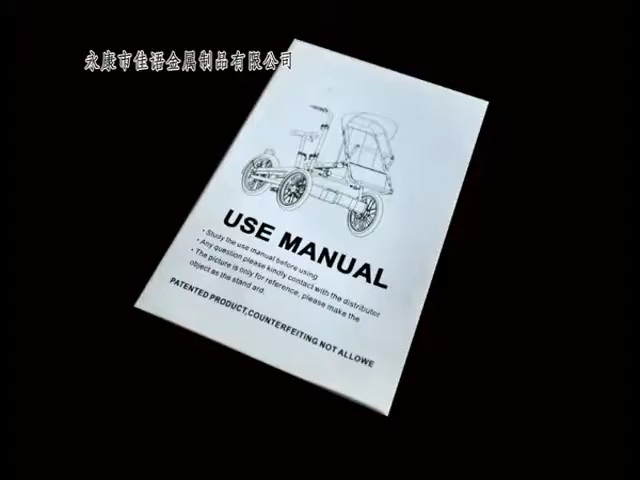 永康市佳语金属制品有限公司
USE MANUAL
• Study the use manual before using
• Any question please kindly contact with the distributor
• The picture is only for reference, please make the
object as the stand ard.
PATENTED PRODUCT,COUNTERFEITING NOT ALLOWE